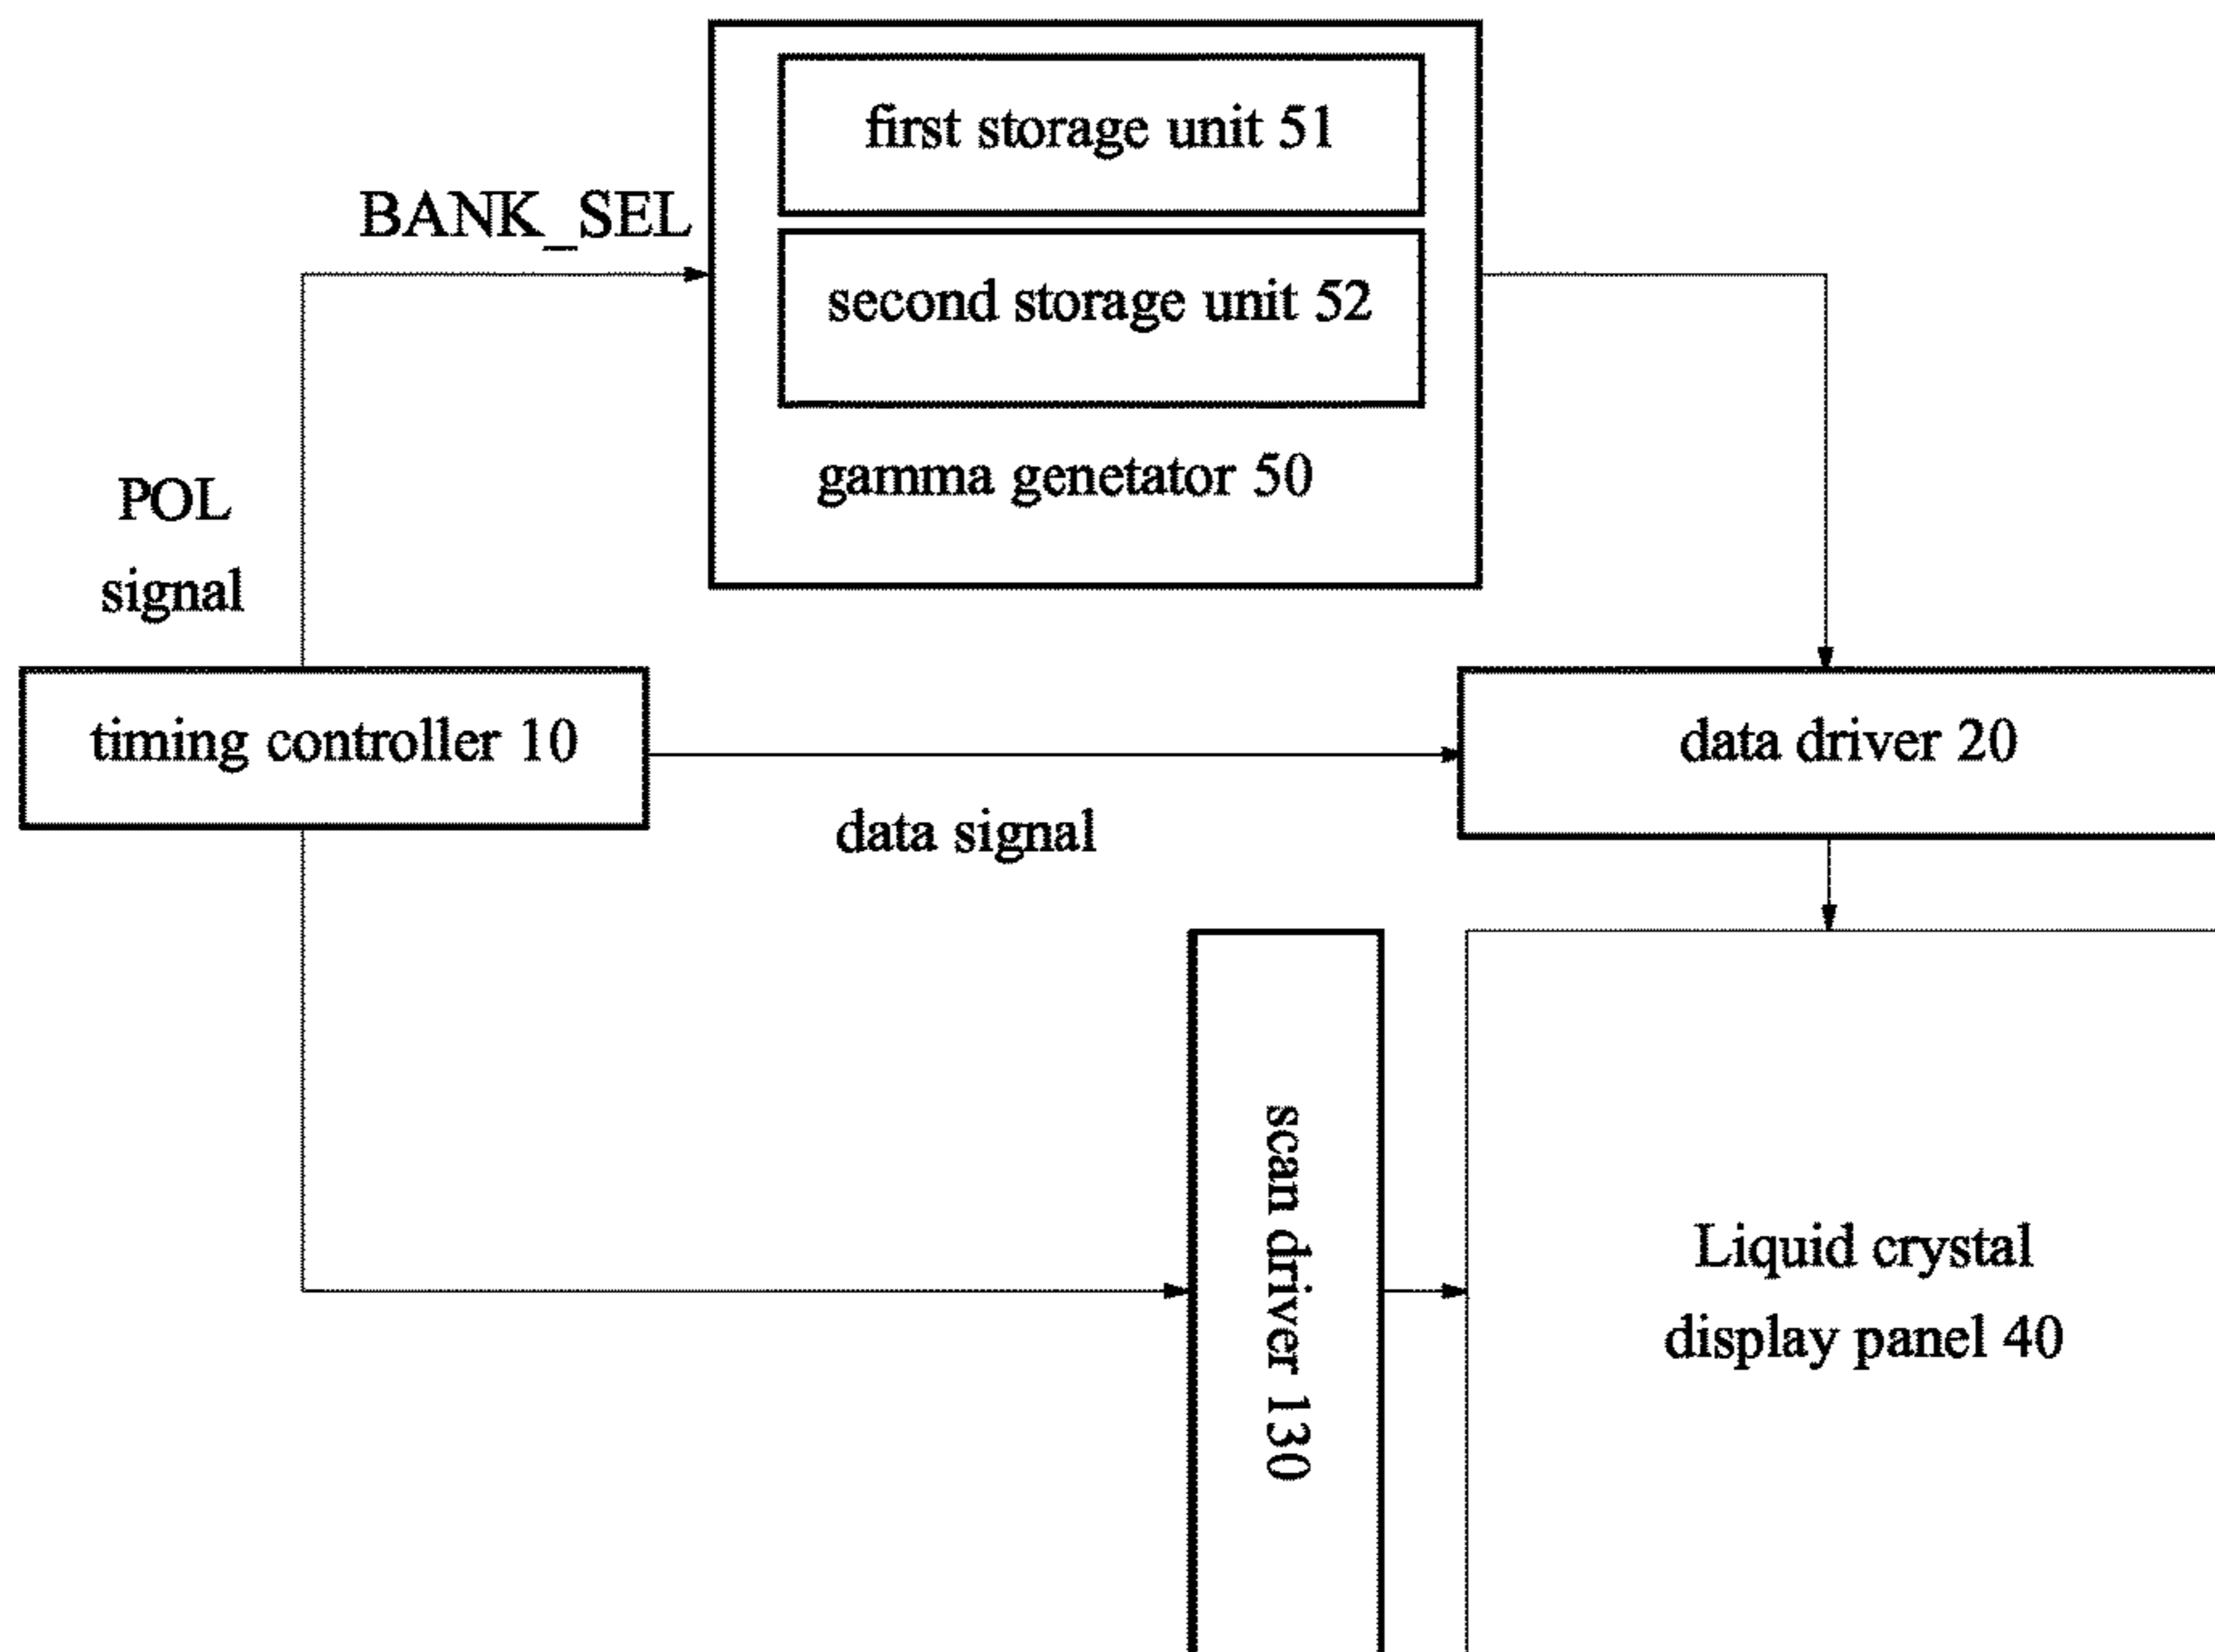 first storage unit 51
BANK_SEL
second storage unit 52
gamma genetator 50
POL
signal
timing controller 10
data driver 20
data signal
scan driver 130
Liquid crystal
display panel 40